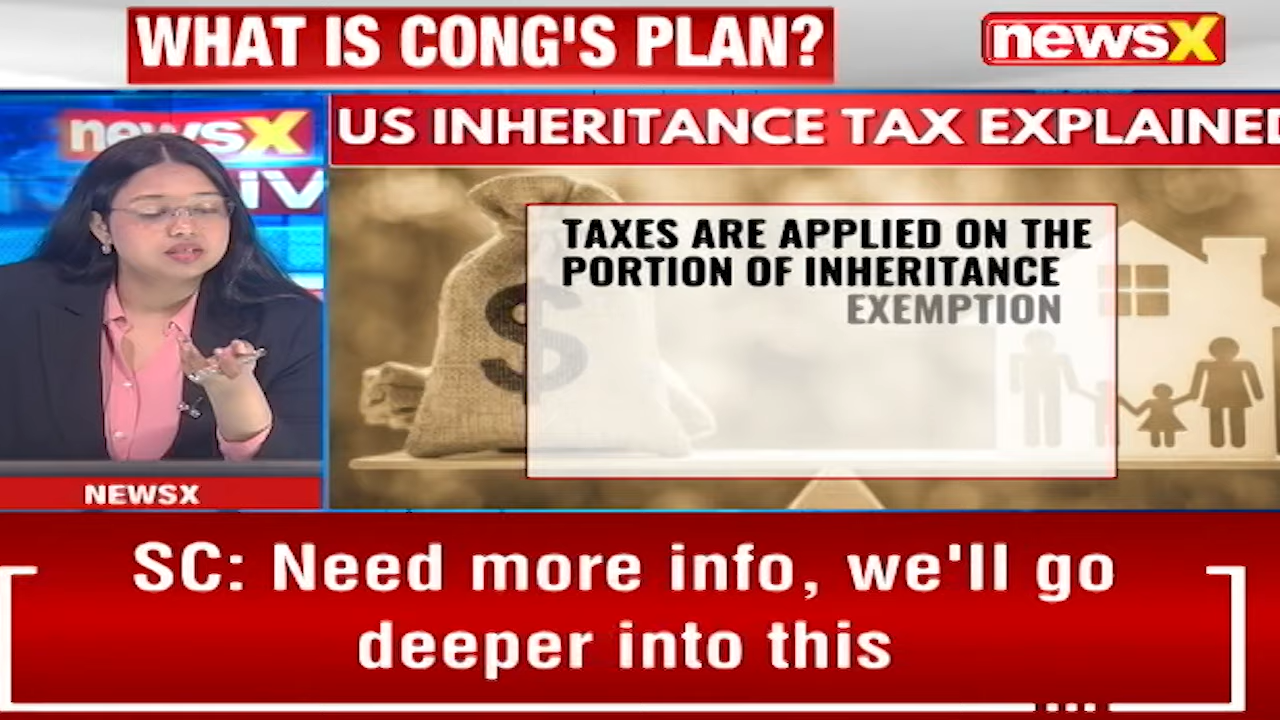 WHAT IS CONG'S PLAN?
newsX
newsX
US INHERITANCE TAX EXPLAINED
TAXES ARE APPLIED ON THE
PORTION OF INHERITANCE
EXEMPTION
$
NEWSX
SC: Need more info, we'll go
deeper into this